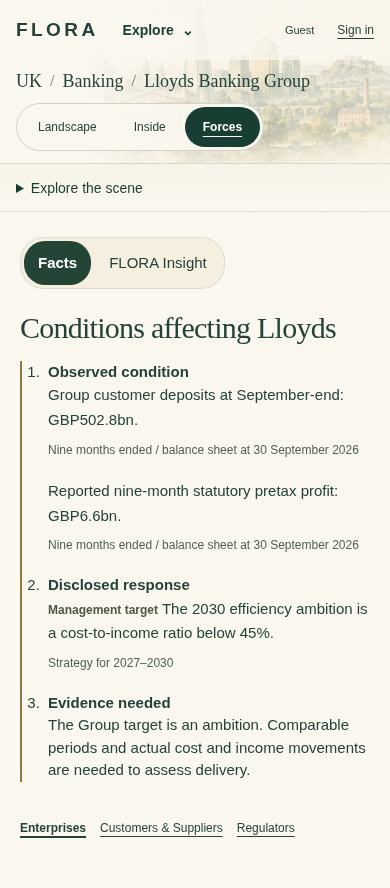 FLORA Explore Guest Sign in
UK / Banking / Lloyds Banking Group
Landscape Inside Forces
Explore the scene
Facts FLORA Insight
Conditions affecting Lloyds
1. Observed condition
Group customer deposits at September-end:
GBP502.8bn.
Nine months ended / balance sheet at 30 September 2026
Reported nine-month statutory pretax profit:
GBP6.6bn.
Nine months ended / balance sheet at 30 September 2026
2. Disclosed response
Management target The 2030 efficiency ambition is
a cost-to-income ratio below 45%.
Strategy for 2027–2030
3. Evidence needed
The Group target is an ambition. Comparable
periods and actual cost and income movements
are needed to assess delivery.
Enterprises Customers & Suppliers Regulators